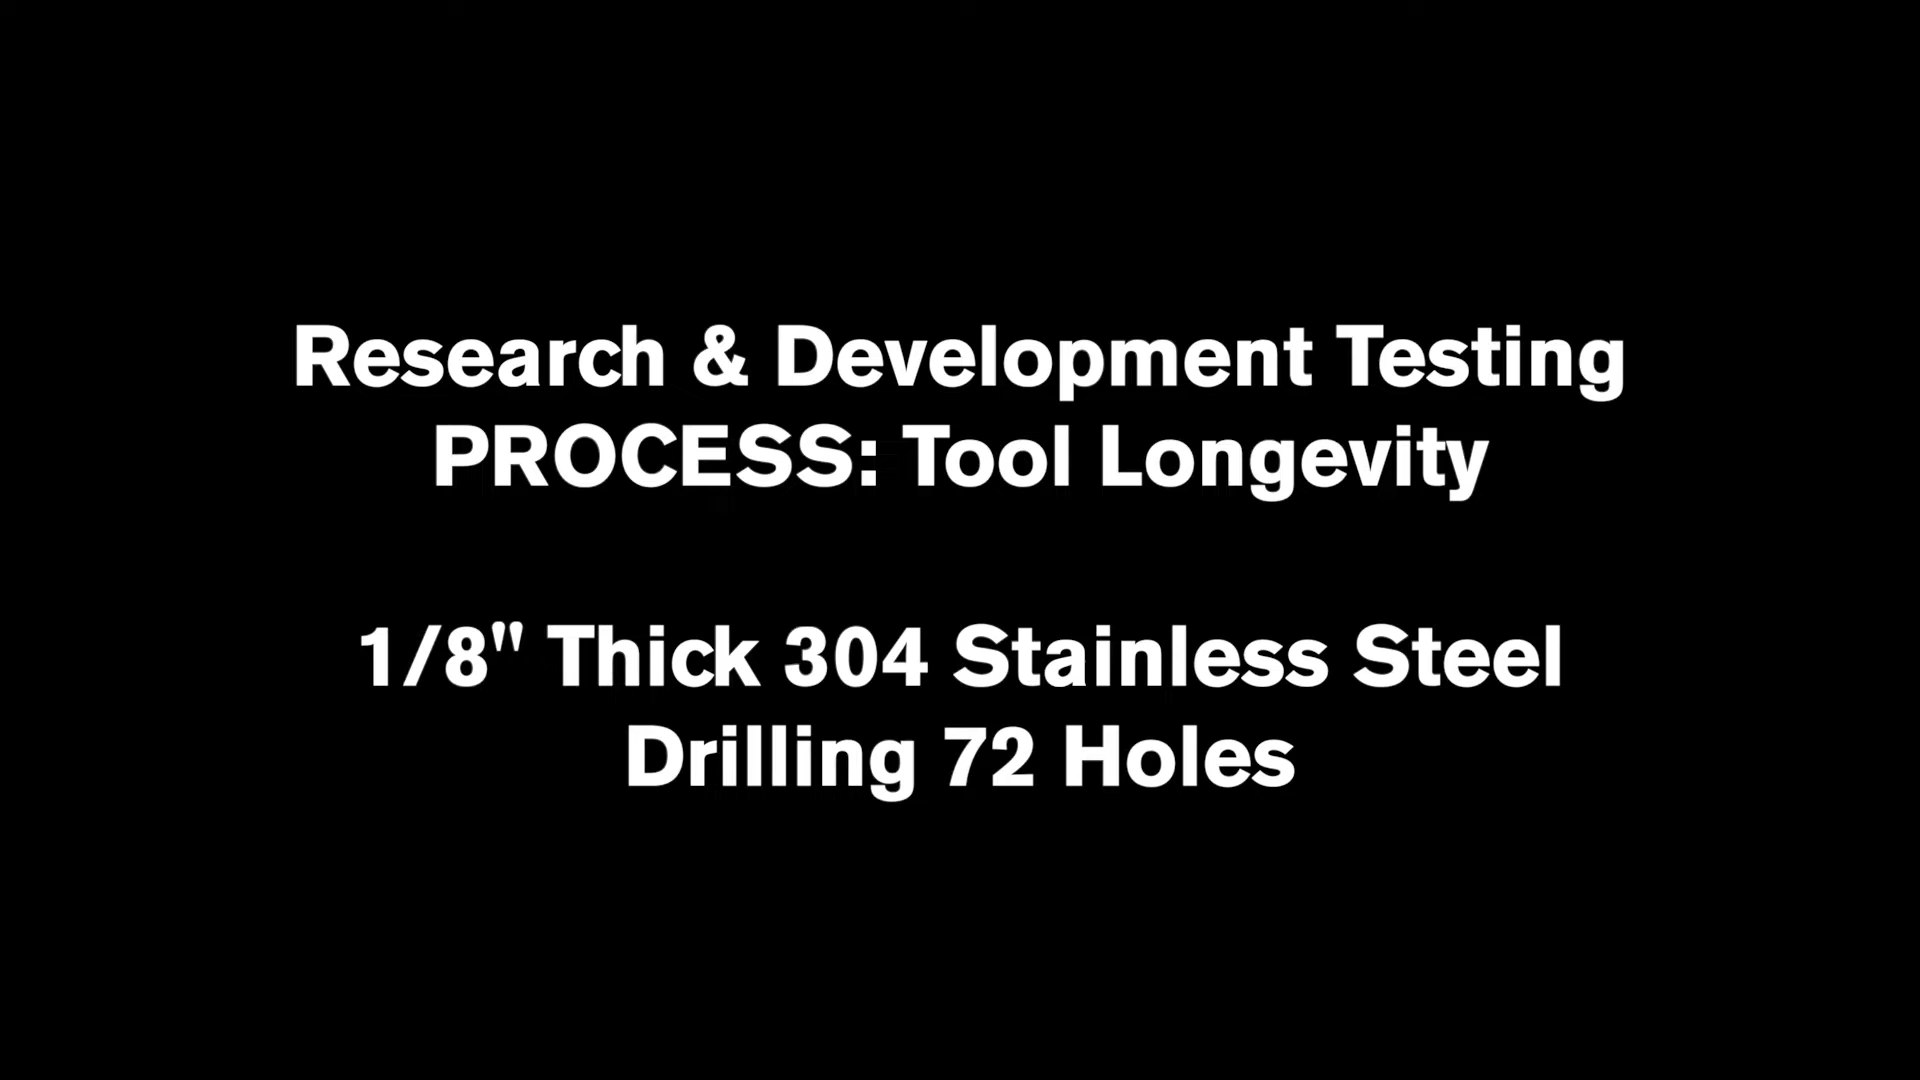 Research & Development Testing
PROCESS: Tool Longevity
1/8" Thick 304 Stainless Steel
Drilling 72 Holes